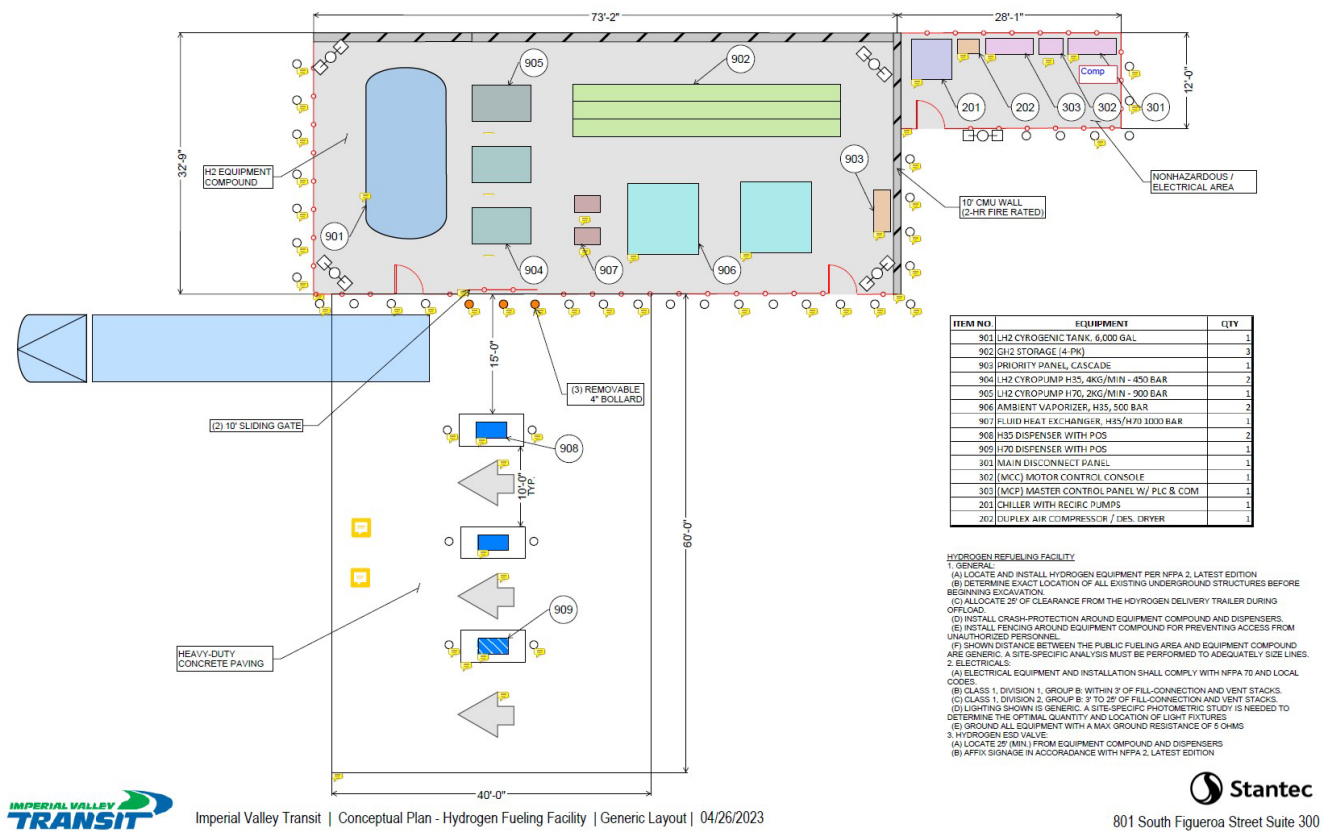 73'-2"
28'-1"
905
902
Comp
201
202
303
302
301
12'-0"
32'-9"
H2 EQUIPMENT
COMPOUND
903
NONHAZARDOUS /
ELECTRICAL AREA
10' CMU WALL
(2-HR FIRE RATED)
901
904
907
906
15'-0"
(3) REMOVABLE
4" BOLLARD
(2) 10' SLIDING GATE
908
10'-0"
TYP.
60'-0"
909
HEAVY-DUTY
CONCRETE PAVING
40'-0"
ITEM NO. EQUIPMENT QTY
901 LH2 CYROGENIC TANK, 6,000 GAL 1
902 GH2 STORAGE (4-PK) 3
903 PRIORITY PANEL, CASCADE 1
904 LH2 CYROPUMP H35, 4KG/MIN - 450 BAR 2
905 LH2 CYROPUMP H70, 2KG/MIN - 900 BAR 1
906 AMBIENT VAPORIZER, H35, 500 BAR 2
907 FLUID HEAT EXCHANGER, H35/H70 1000 BAR 1
908 H35 DISPENSER WITH POS 2
909 H70 DISPENSER WITH POS 1
301 MAIN DISCONNECT PANEL 1
302 (MCC) MOTOR CONTROL CONSOLE 1
303 (MCP) MASTER CONTROL PANEL W/ PLC & COM 1
201 CHILLER WITH RECIRC PUMPS 1
202 DUPLEX AIR COMPRESSOR / DES. DRYER 1
HYDROGEN REFUELING FACILITY
1. GENERAL:
(A) LOCATE AND INSTALL HYDROGEN EQUIPMENT PER NFPA 2, LATEST EDITION
(B) DETERMINE EXACT LOCATION OF ALL EXISTING UNDERGROUND STRUCTURES BEFORE
BEGINNING EXCAVATION.
(C) ALLOCATE 25' OF CLEARANCE FROM THE HDYROGEN DELIVERY TRAILER DURING
OFFLOAD.
(D) INSTALL CRASH-PROTECTION AROUND EQUIPMENT COMPOUND AND DISPENSERS.
(E) INSTALL FENCING AROUND EQUIPMENT COMPOUND FOR PREVENTING ACCESS FROM
UNAUTHORIZED PERSONNEL.
(F) SHOWN DISTANCE BETWEEN THE PUBLIC FUELING AREA AND EQUIPMENT COMPOUND
ARE GENERIC. A SITE-SPECIFIC ANALYSIS MUST BE PERFORMED TO ADEQUATELY SIZE LINES.
2. ELECTRICALS:
(A) ELECTRICAL EQUIPMENT AND INSTALLATION SHALL COMPLY WITH NFPA 70 AND LOCAL
CODES.
(B) CLASS 1, DIVISION 1, GROUP B: WITHIN 3' OF FILL-CONNECTION AND VENT STACKS.
(C) CLASS 1, DIVISION 2, GROUP B: 3' TO 25' OF FILL-CONNECTION AND VENT STACKS.
(D) LIGHTING SHOWN IS GENERIC. A SITE-SPECIFC PHOTOMETRIC STUDY IS NEEDED TO
DETERMINE THE OPTIMAL QUANTITY AND LOCATION OF LIGHT FIXTURES
(E) GROUND ALL EQUIPMENT WITH A MAX GROUND RESISTANCE OF 5 OHMS
3. HYDROGEN ESD VALVE:
(A) LOCATE 25' (MIN.) FROM EQUIPMENT COMPOUND AND DISPENSERS
(B) AFFIX SIGNAGE IN ACCORADANCE WITH NFPA 2, LATEST EDITION
IMPERIAL VALLEY
TRANSIT
Imperial Valley Transit | Conceptual Plan - Hydrogen Fueling Facility | Generic Layout | 04/26/2023
Stantec
801 South Figueroa Street Suite 300